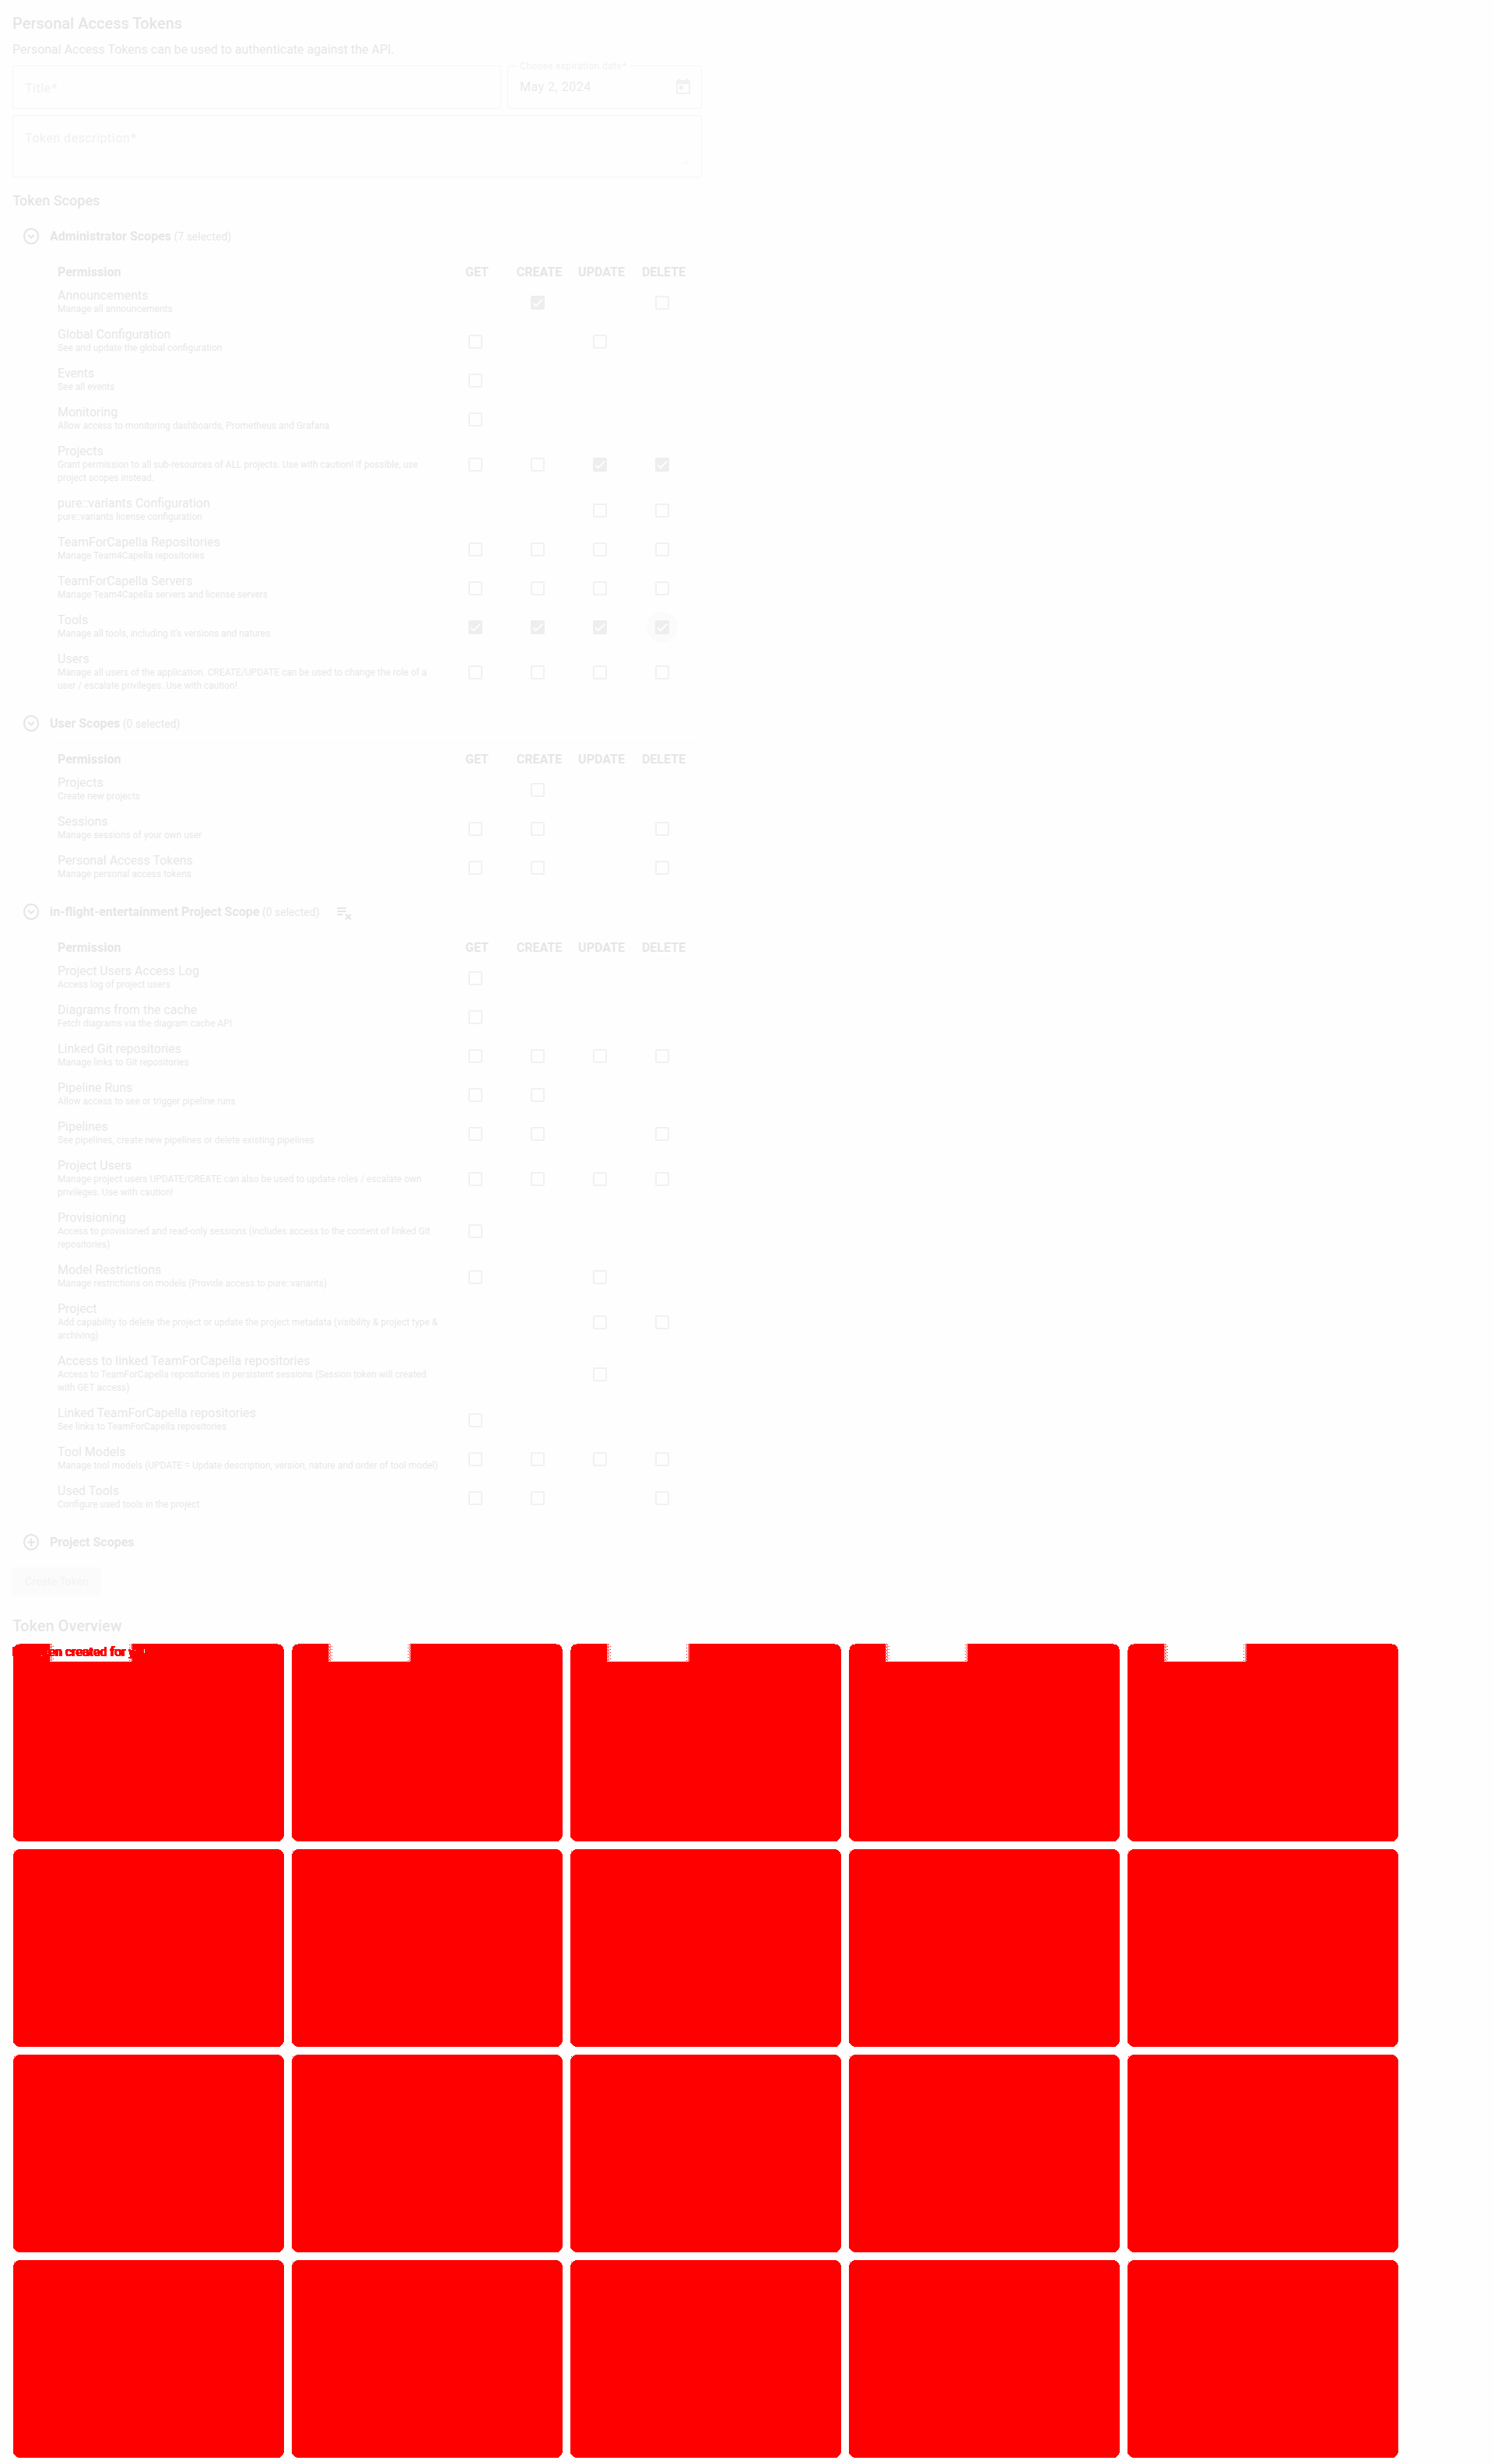 Personal Access Tokens
Personal Access Tokens can be used to authenticate against the API.
Choose expiration date*
Title*
May 2, 2024
Token description*
Token Scopes
Administrator Scopes (7 selected)
Permission GET CREATE UPDATE DELETE
Announcements
Manage all announcements
Global Configuration
See and update the global configuration
Events
See all events
Monitoring
Allow access to monitoring dashboards, Prometheus and Grafana
Projects
Grant permission to all sub-resources of ALL projects. Use with caution! If possible, use
project scopes instead.
pure::variants Configuration
pure::variants license configuration
TeamForCapella Repositories
Manage Team4Capella repositories
TeamForCapella Servers
Manage Team4Capella servers and license servers
Tools
Manage all tools, including it's versions and natures
Users
Manage all users of the application. CREATE/UPDATE can be used to change the role of a
user / escalate privileges. Use with caution!
User Scopes (0 selected)
Permission GET CREATE UPDATE DELETE
Projects
Create new projects
Sessions
Manage sessions of your own user
Personal Access Tokens
Manage personal access tokens
in-flight-entertainment Project Scope (0 selected)
Permission GET CREATE UPDATE DELETE
Project Users Access Log
Access log of project users
Diagrams from the cache
Fetch diagrams via the diagram cache API
Linked Git repositories
Manage links to Git repositories
Pipeline Runs
Allow access to see or trigger pipeline runs
Pipelines
See pipelines, create new pipelines or delete existing pipelines
Project Users
Manage project users UPDATE/CREATE can also be used to update roles / escalate own
privileges. Use with caution!
Provisioning
Access to provisioned and read-only sessions (includes access to the content of linked Git
repositories)
Model Restrictions
Manage restrictions on models (Provide access to pure::variants)
Project
Add capability to delete the project or update the project metadata (visibility & project type &
archiving)
Access to linked TeamForCapella repositories
Access to TeamForCapella repositories in persistent sessions (Session token will created
with GET access)
Linked TeamForCapella repositories
See links to TeamForCapella repositories
Tool Models
Manage tool models (UPDATE = Update description, version, nature and order of tool model)
Used Tools
Configure used tools in the project
Project Scopes
Create Token
Token Overview
created for